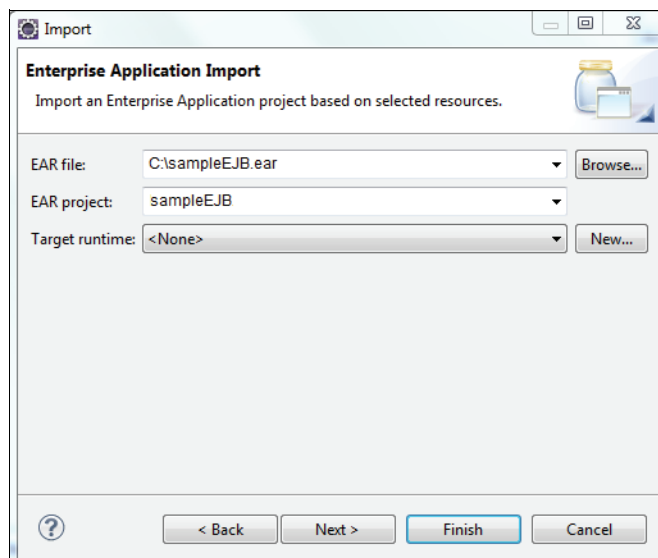 Import
Enterprise Application Import
Import an Enterprise Application project based on selected resources.
EAR file: C:\sampleEJB.ear Browse...
EAR project: sampleEJB
Target runtime: <None> New...
? < Back Next > Finish Cancel